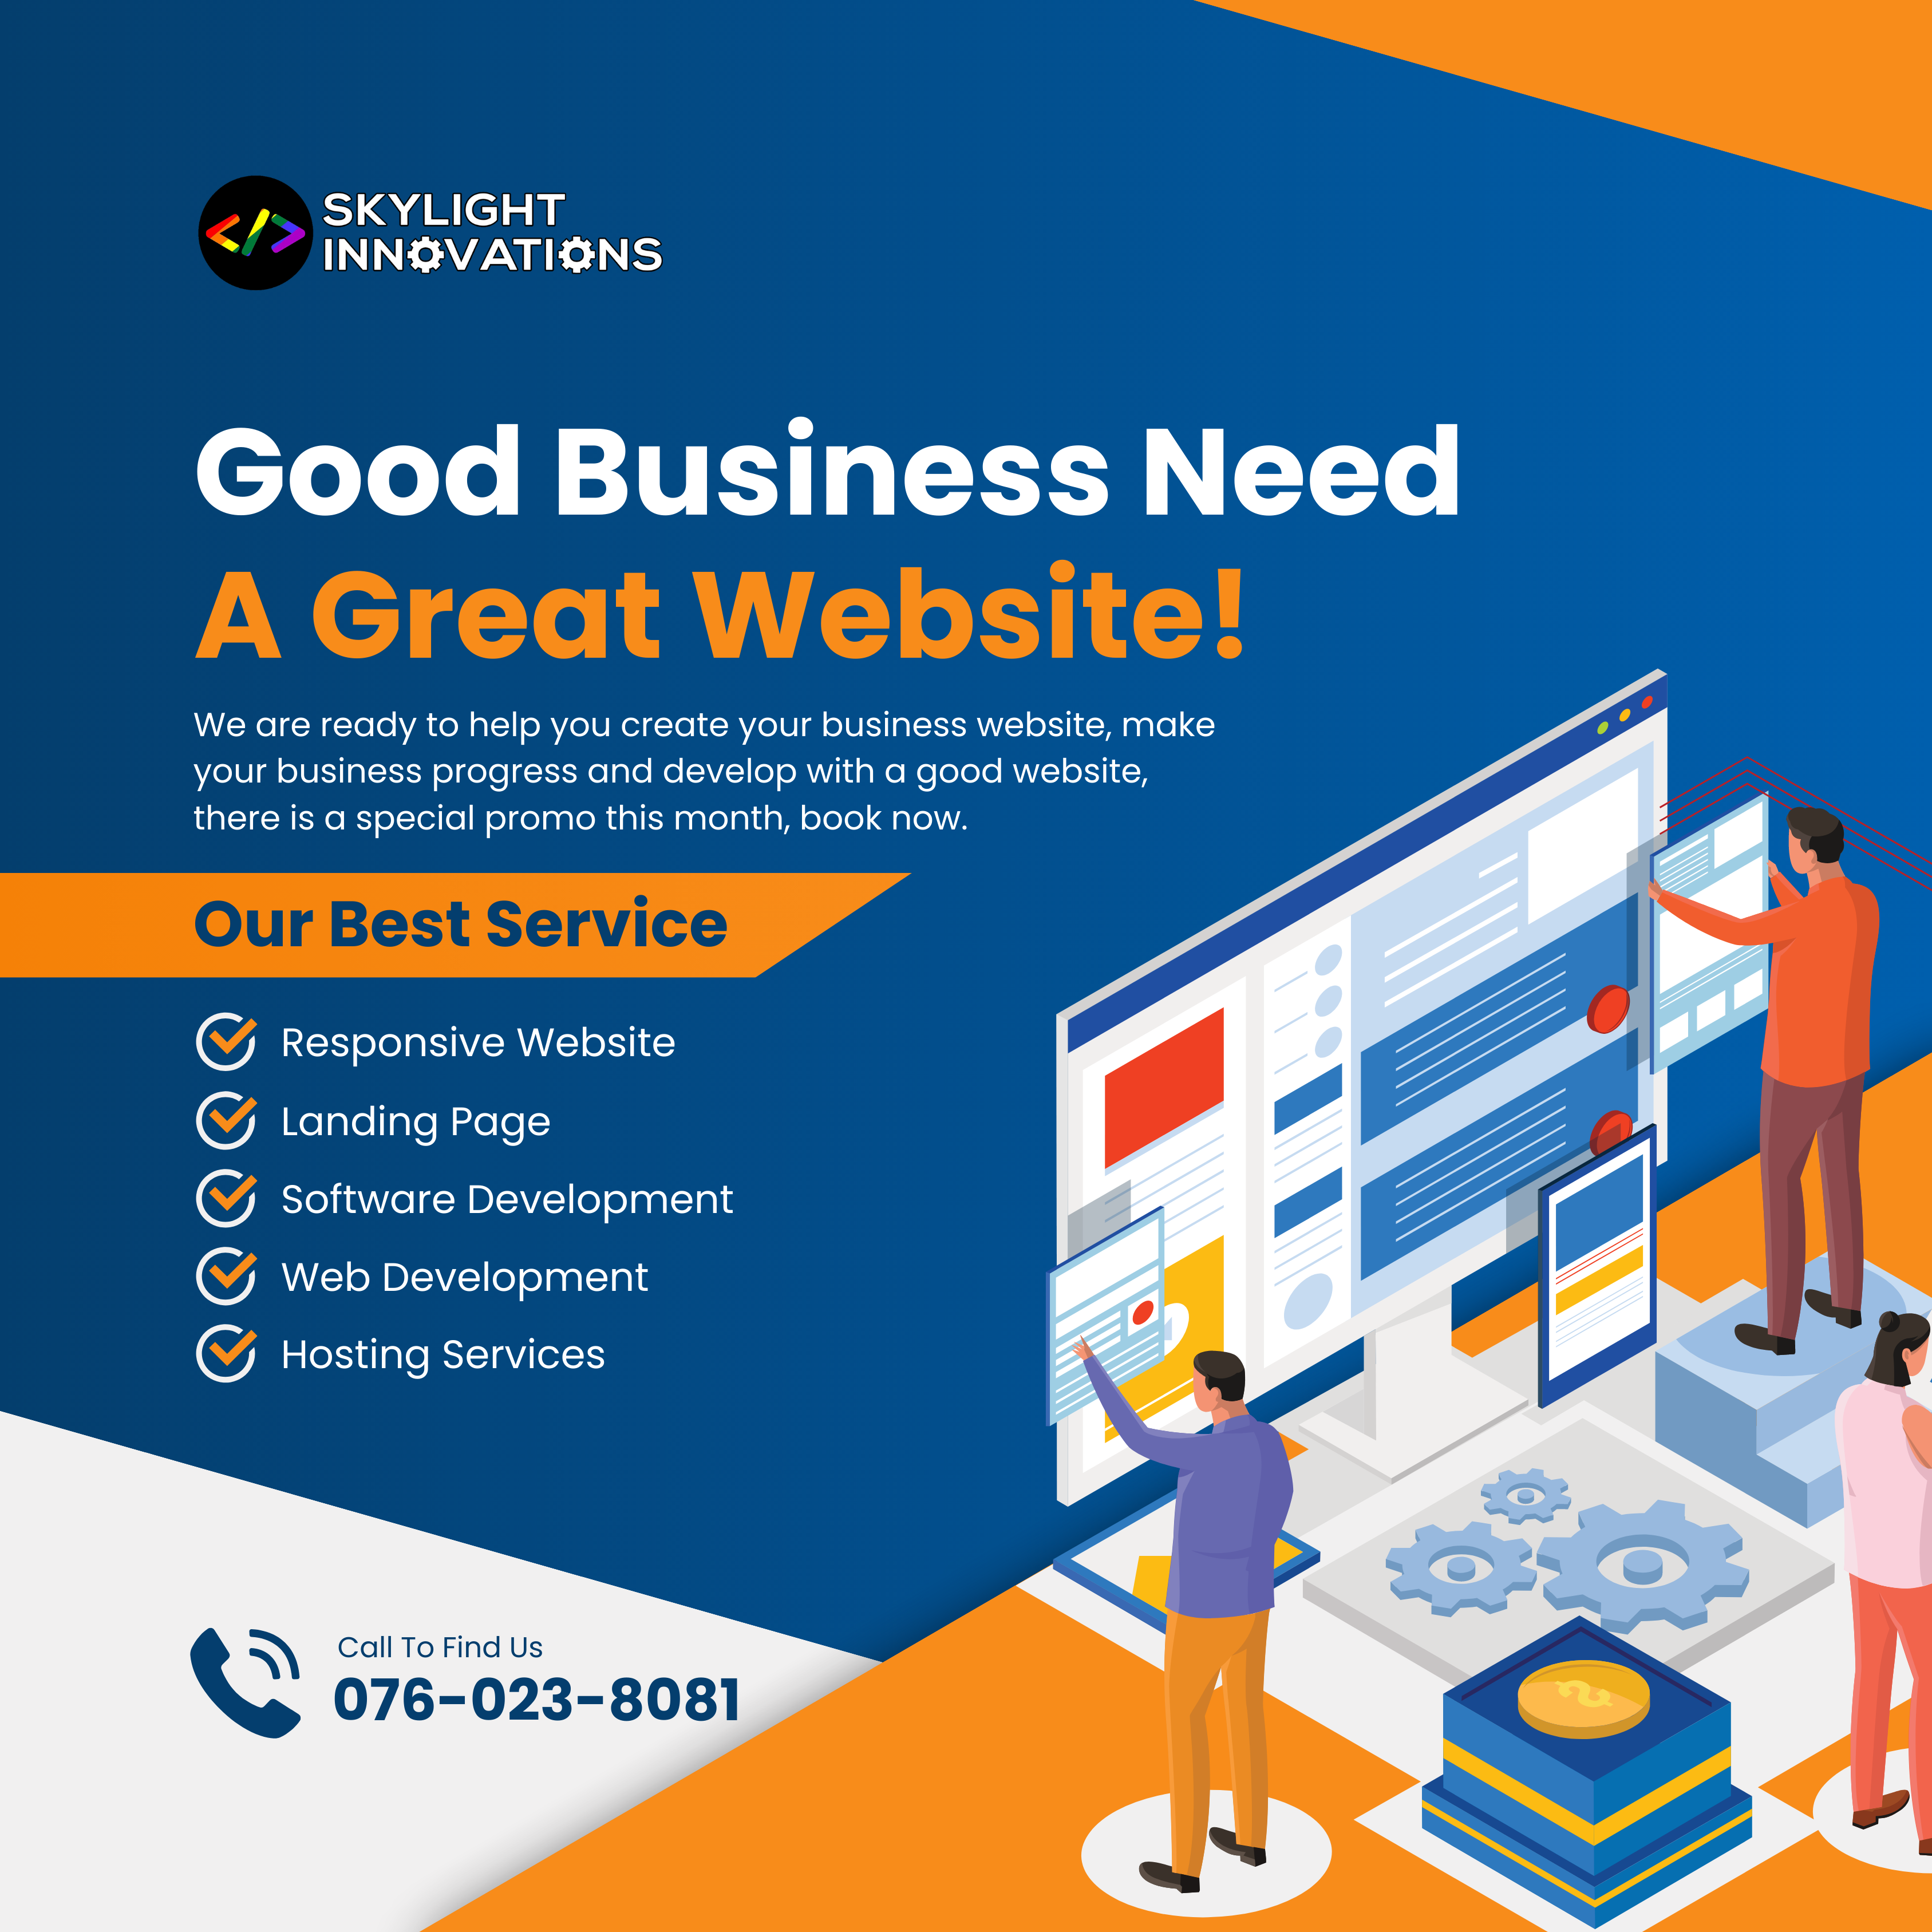 SKYLIGHT
INNOVATIONS
Good Business Need
A Great Website!
We are ready to help you create your business website, make
your business progress and develop with a good website,
there is a special promo this month, book now.
Our Best Service
Responsive Website
Landing Page
Software Development
Web Development
Hosting Services
Call To Find Us
076-023-8081